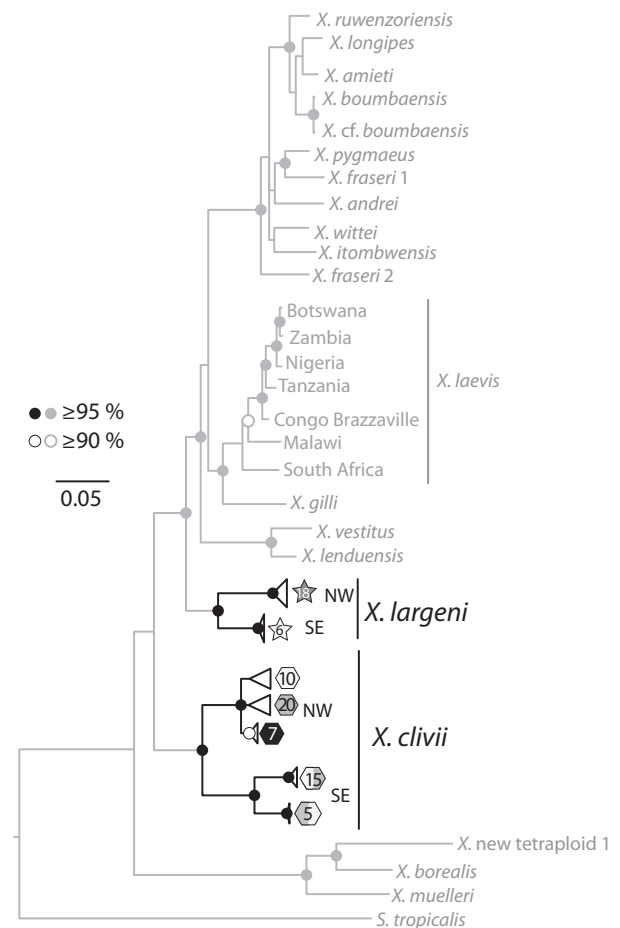 X. ruwenzoriensis
X. longipes
X. amieti
X. boumbaensis
X. cf. boumbaensis
X. pygmaeus
X. fraseri 1
X. andrei
X. wittei
X. itombwensis
X. fraseri 2
Botswana
Zambia
Nigeria
Tanzania
Congo Brazzaville
Malawi
South Africa
X. laevis
≥95 %
≥90 %
0.05
X. gilli
X. vestitus
X. lenduensis
18 NW
6 SE
X. largeni
10
20 NW
7
X. clivii
15
SE
5
X. new tetraploid 1
X. borealis
X. muelleri
S. tropicalis